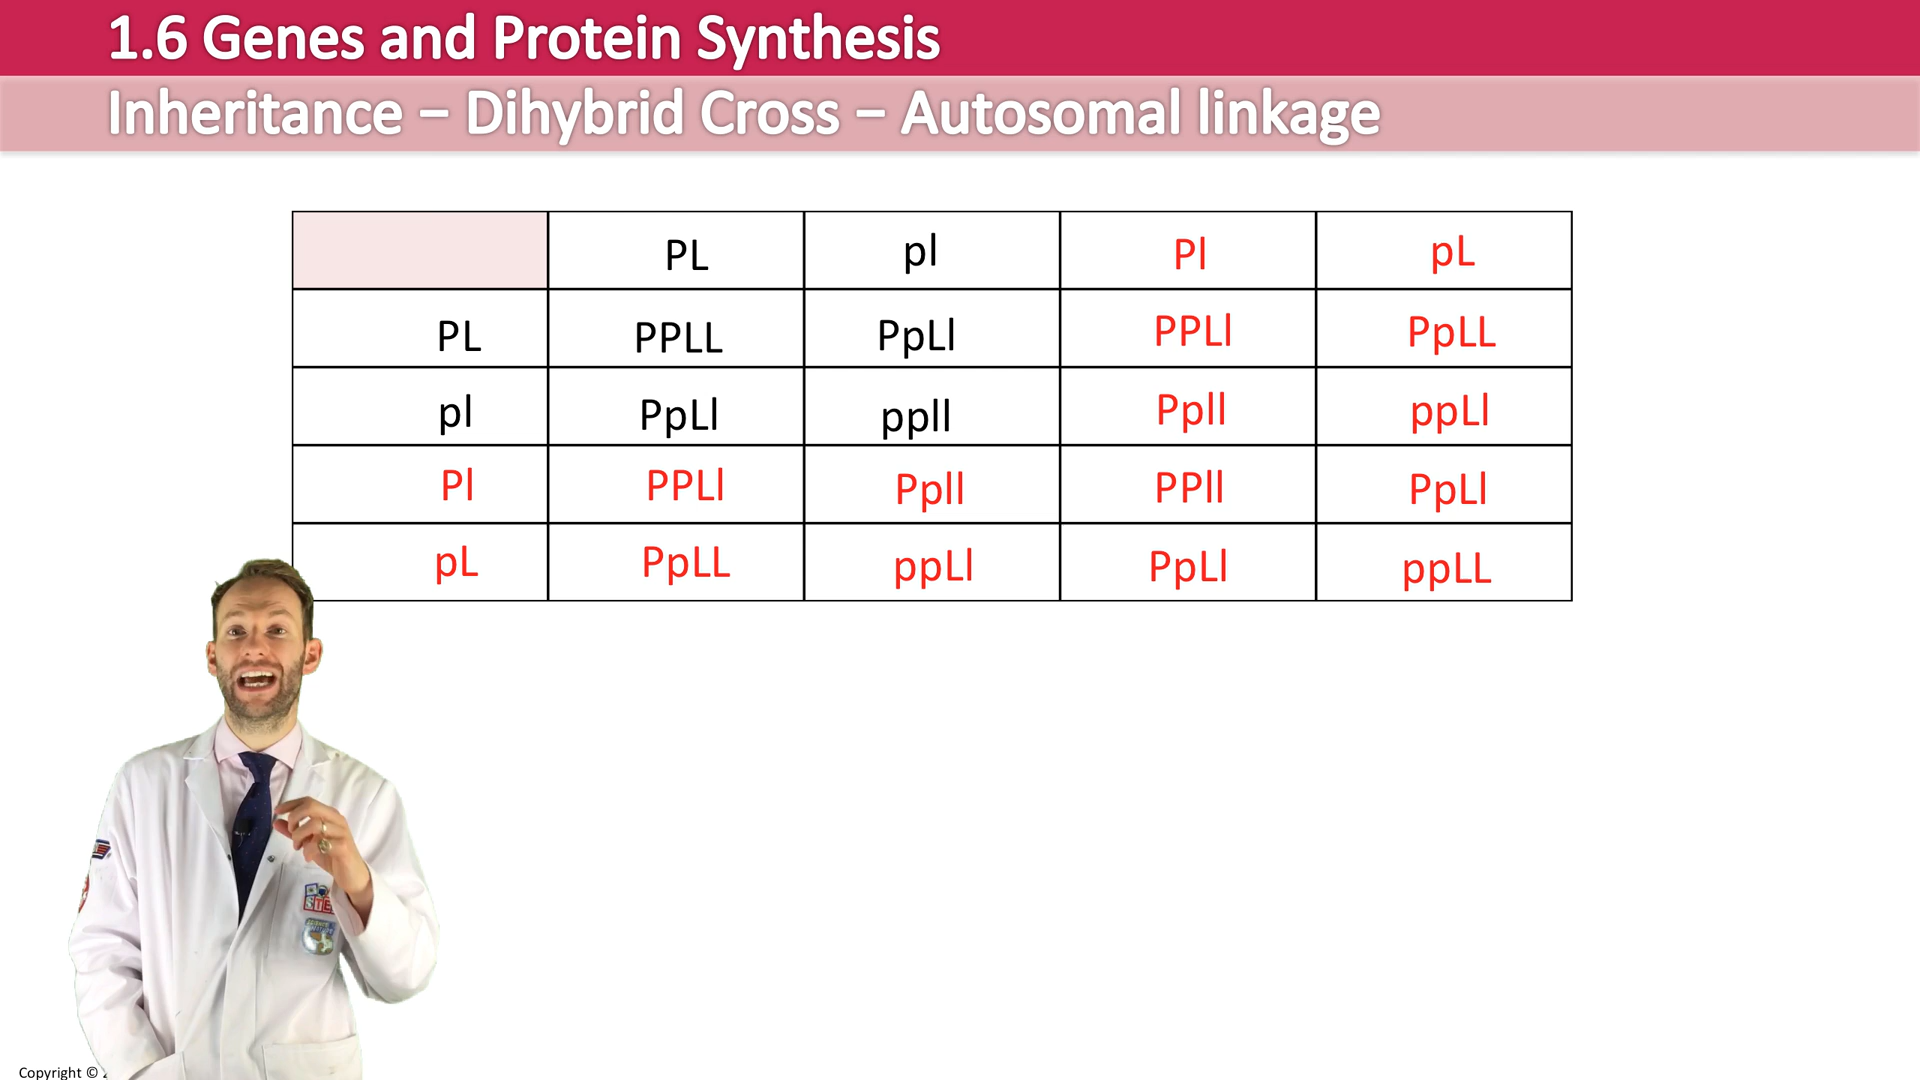 1.6 Genes and Protein Synthesis
Inheritance – Dihybrid Cross – Autosomal linkage
PL pl Pl pL
PL PPLL PpLl PPLl PpLL
pl PpLl ppll Ppll ppLl
Pl PPLl Ppll PPll PpLl
pL PpLL ppLl PpLl ppLL
Copyright ©